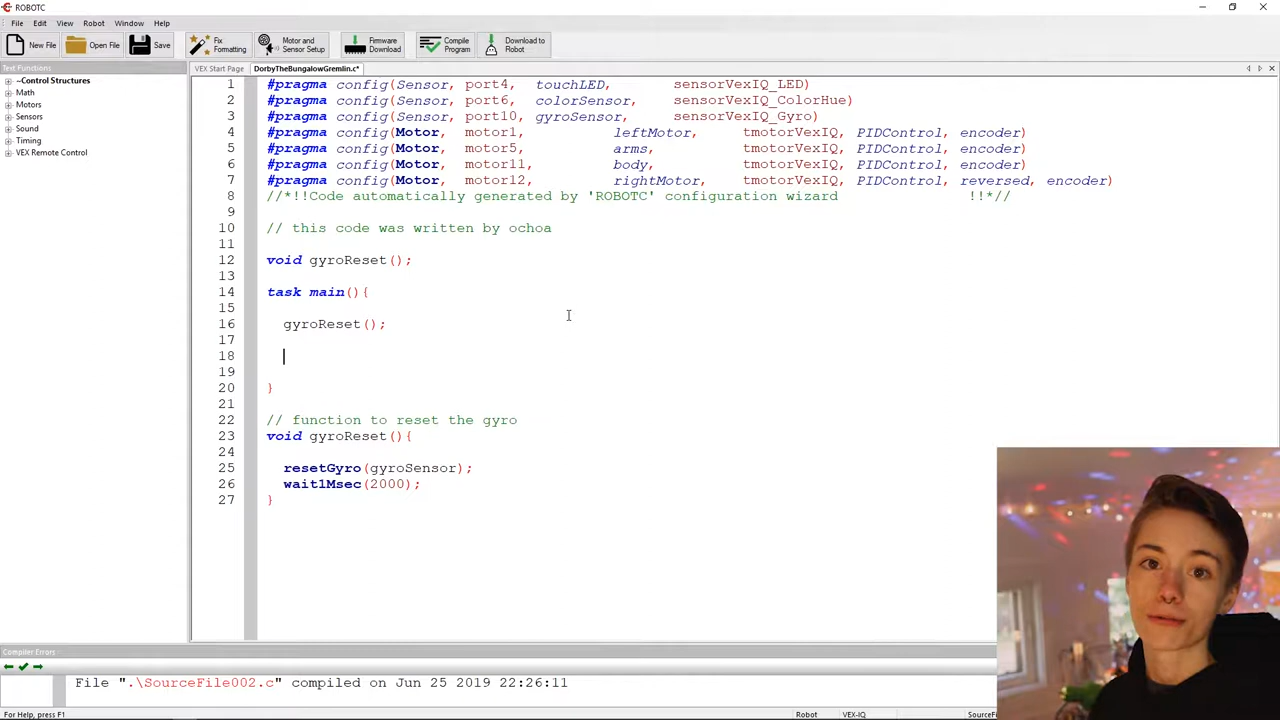 ROBOTC
File Edit View Robot Window Help
New File Open File Save Fix Formatting Motor and Sensor Setup Firmware Download Compile Program Download to Robot
Text Functions
VEX Start Page DorbyTheBungalowGremlin.c*
--Control Structures
Math
Motors
Sensors
Sound
Timing
VEX Remote Control
1 #pragma config(Sensor, port4, touchLED, sensorVexIQ_LED)
2 #pragma config(Sensor, port6, colorSensor, sensorVexIQ_ColorHue)
3 #pragma config(Sensor, port10, gyroSensor, sensorVexIQ_Gyro)
4 #pragma config(Motor, motor1, leftMotor, tmotorVexIQ, PIDControl, encoder)
5 #pragma config(Motor, motor5, arms, tmotorVexIQ, PIDControl, encoder)
6 #pragma config(Motor, motor11, body, tmotorVexIQ, PIDControl, encoder)
7 #pragma config(Motor, motor12, rightMotor, tmotorVexIQ, PIDControl, reversed, encoder)
8 //*!!Code automatically generated by 'ROBOTC' configuration wizard !!*//
9
10 // this code was written by ochoa
11
12 void gyroReset();
13
14 task main(){
15
16 gyroReset();
17
18
19
20 }
21
22 // function to reset the gyro
23 void gyroReset(){
24
25 resetGyro(gyroSensor);
26 wait1Msec(2000);
27 }
Compiler Errors
File ".\SourceFile002.c" compiled on Jun 25 2019 22:26:11
For Help, press F1 Robot VEX-IQ